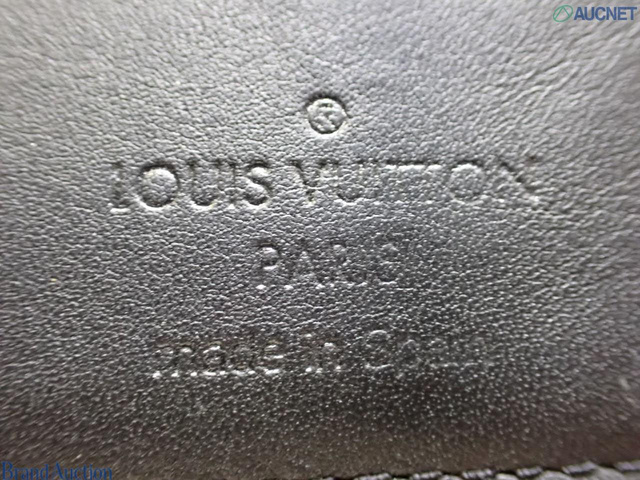 AUCNET
LOUIS VUITTON
PARIS
made in Spain
Brand Auction